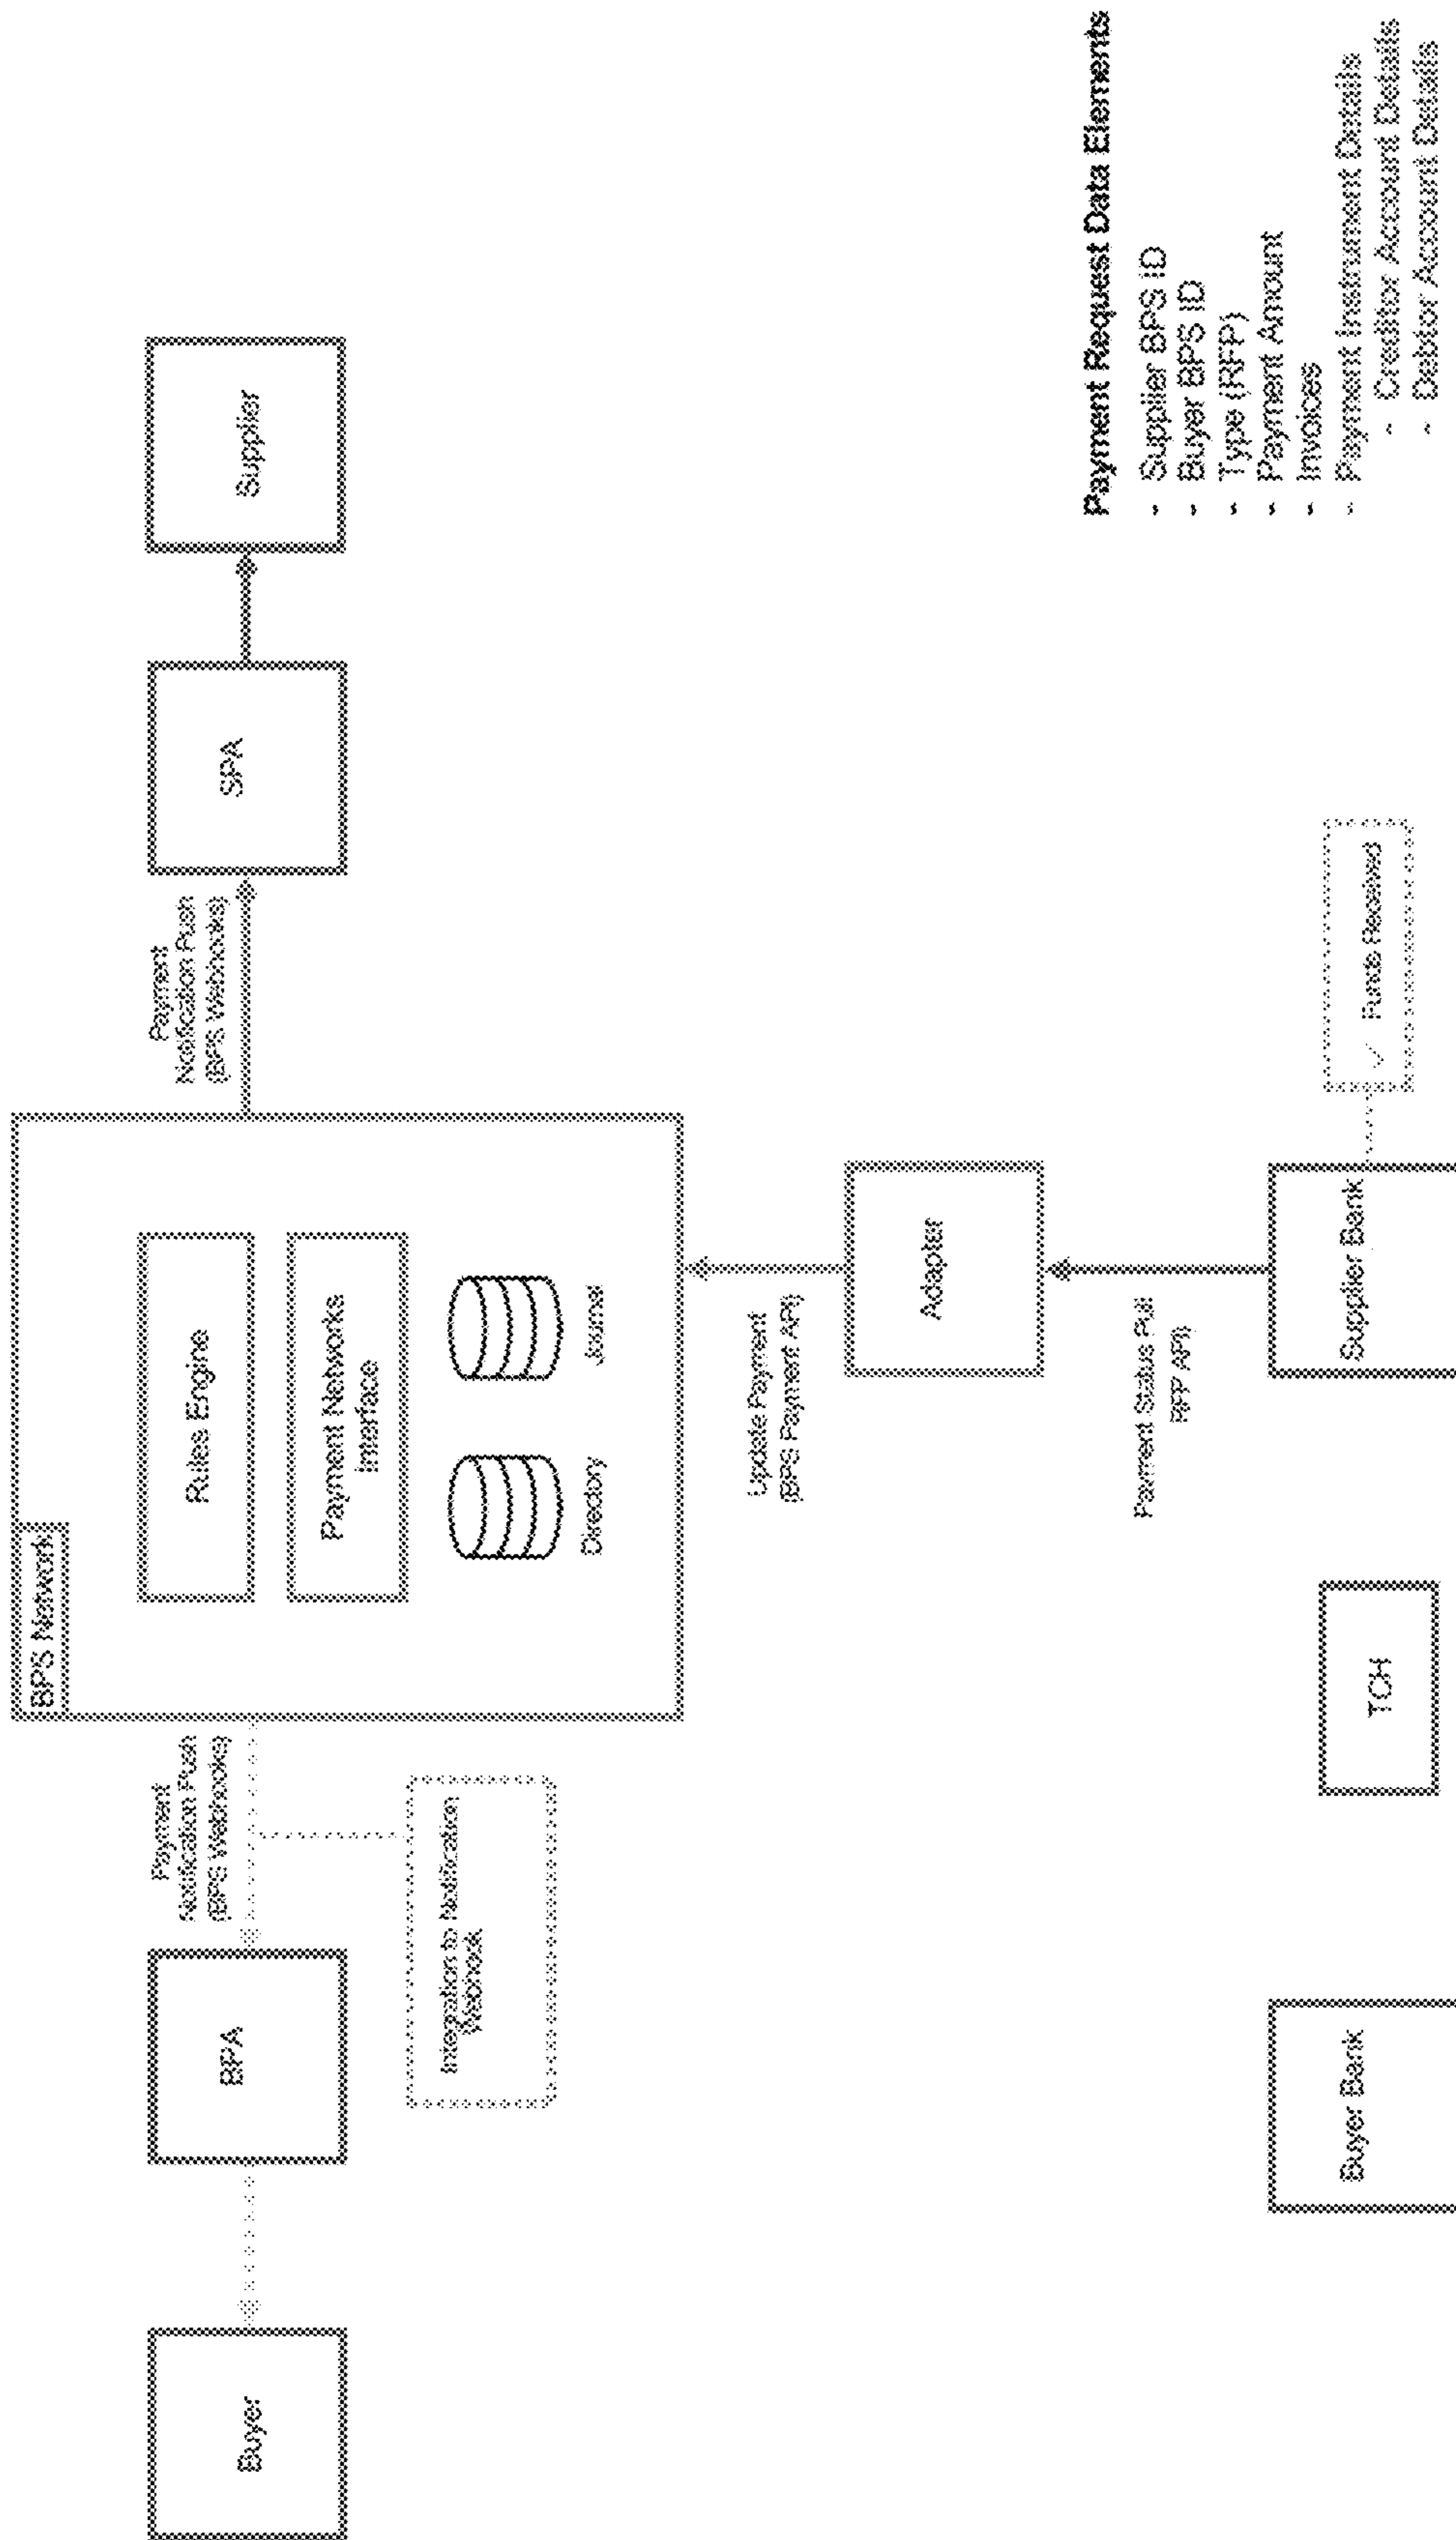 BPS Network
Buyer
BPA
Payment
Notification Push
(BPS Webhooks)
Integration to Notification
Webhook
Rules Engine
Payment Networks
Interface
Directory
Journal
Payment
Notification Push
(BPS Webhooks)
SPA
Supplier
Update Payment
(BPS Payment API)
Adapter
Payment Status Pull
RFP API)
Buyer Bank
TCH
Supplier Bank
✓ Funds Received
Payment Request Data Elements
- Supplier BPS ID
- Buyer BPS ID
- Type (RFP)
- Payment Amount
- Invoices
- Payment Instrument Details
- Creditor Account Details
- Debtor Account Details